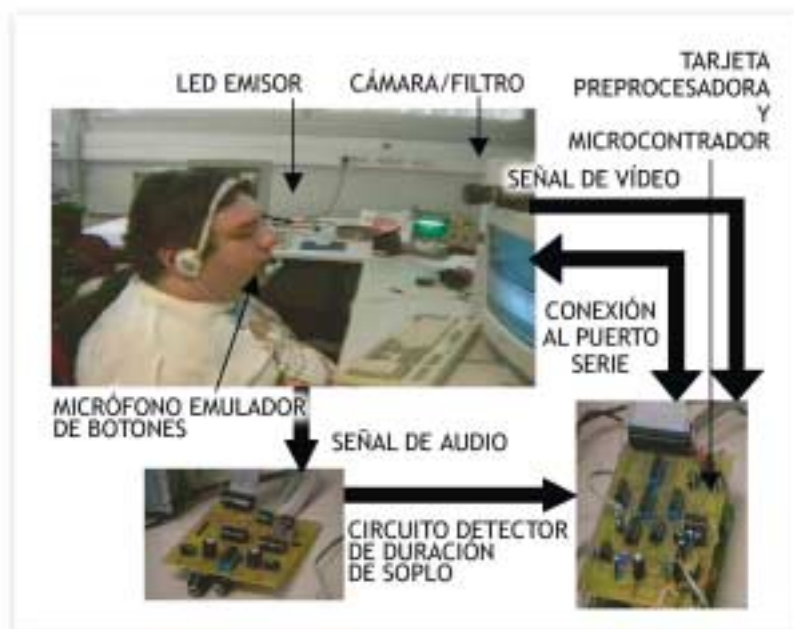 LED EMISOR
CÁMARA/FILTRO
TARJETA
PREPROCESADORA
Y
MICROCONTRADOR
SEÑAL DE VÍDEO
CONEXIÓN
AL PUERTO
SERIE
MICRÓFONO EMULADOR
DE BOTONES
SEÑAL DE AUDIO
CIRCUITO DETECTOR
DE DURACIÓN
DE SOPLO